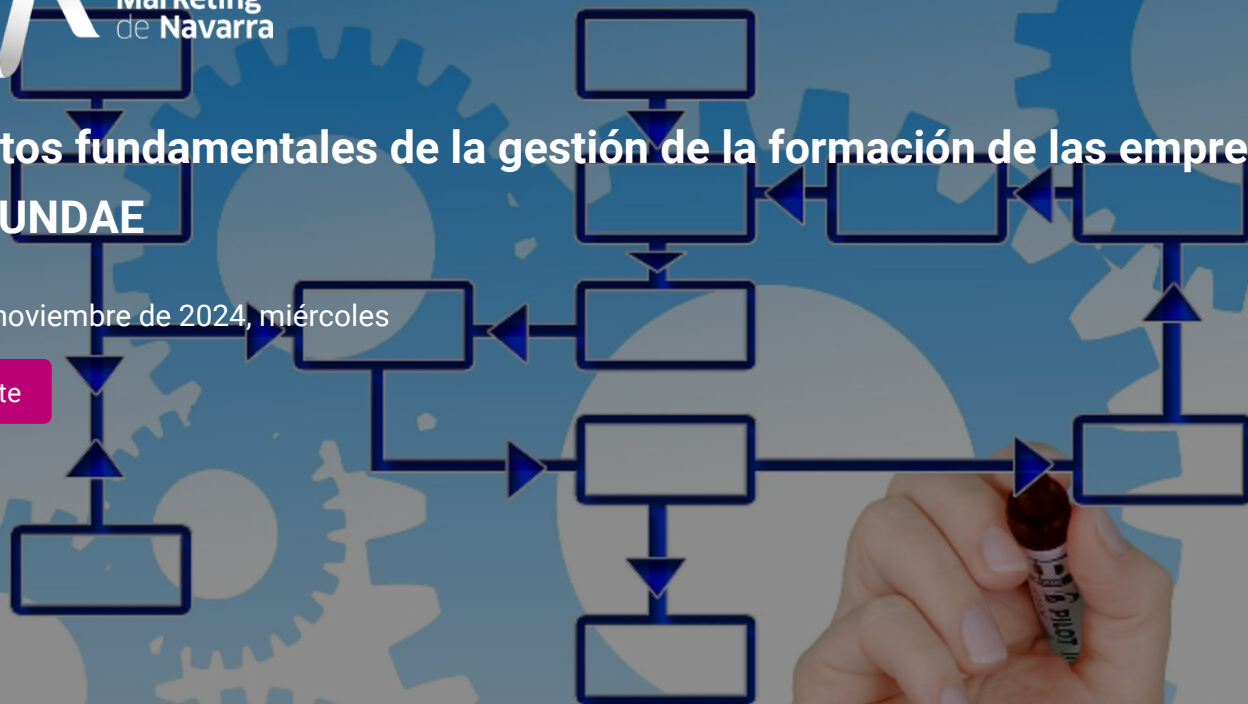 Marketing
de Navarra
tos fundamentales de la gestión de la formación de las empre
UNDAE
noviembre de 2024, miércoles
te
PILOT